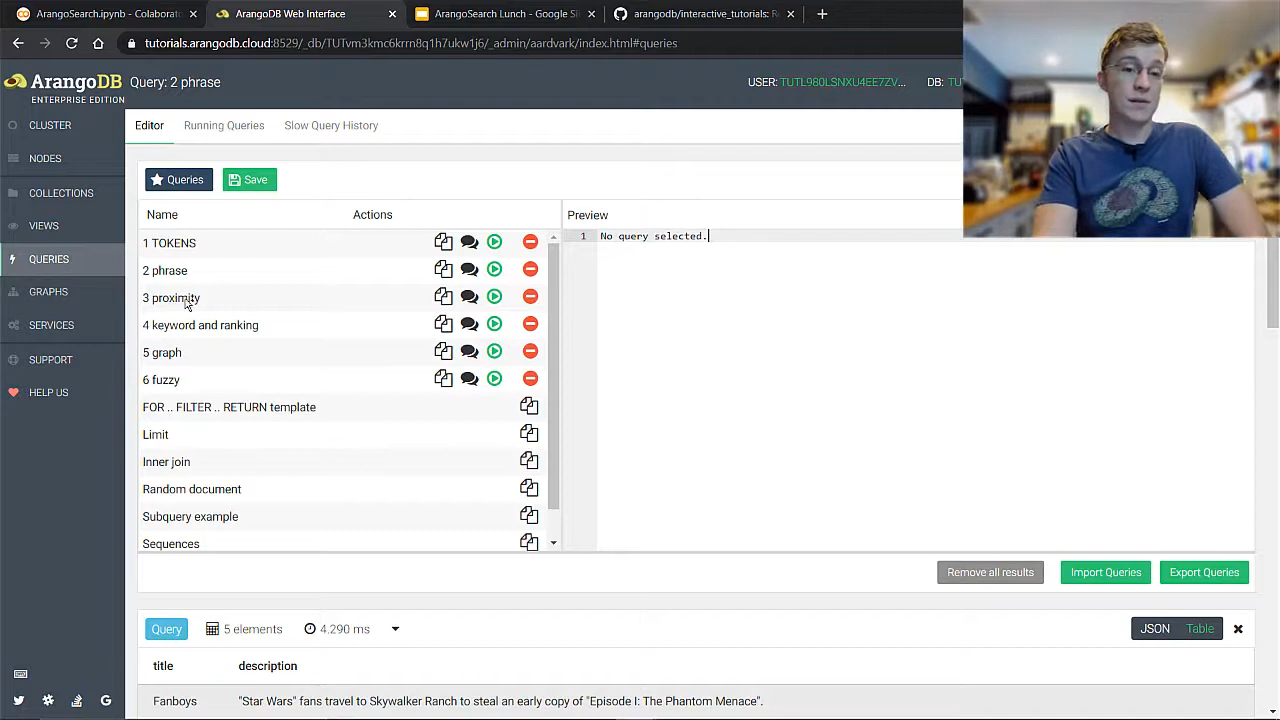 ArangoSearch.ipynb - Colaborato
ArangoDB Web Interface
ArangoSearch Lunch - Google Sli
arangodb/interactive_tutorials: R
tutorials.arangodb.cloud:8529/_db/TUTvm3kmc6krrn8q1h7ukw1j6/_admin/aardvark/index.html#queries
ArangoDB
ENTERPRISE EDITION
Query: 2 phrase
USER: TUTL980LSNXU4EE7ZV...
DB: TU
CLUSTER
NODES
COLLECTIONS
VIEWS
QUERIES
GRAPHS
SERVICES
SUPPORT
HELP US
Editor
Running Queries
Slow Query History
Queries
Save
Name
Actions
Preview
1 TOKENS
2 phrase
3 proximity
4 keyword and ranking
5 graph
6 fuzzy
FOR .. FILTER .. RETURN template
Limit
Inner join
Random document
Subquery example
Sequences
1 No query selected.
Remove all results
Import Queries
Export Queries
Query
5 elements
4.290 ms
JSON
Table
title
description
Fanboys
"Star Wars" fans travel to Skywalker Ranch to steal an early copy of "Episode I: The Phantom Menace".